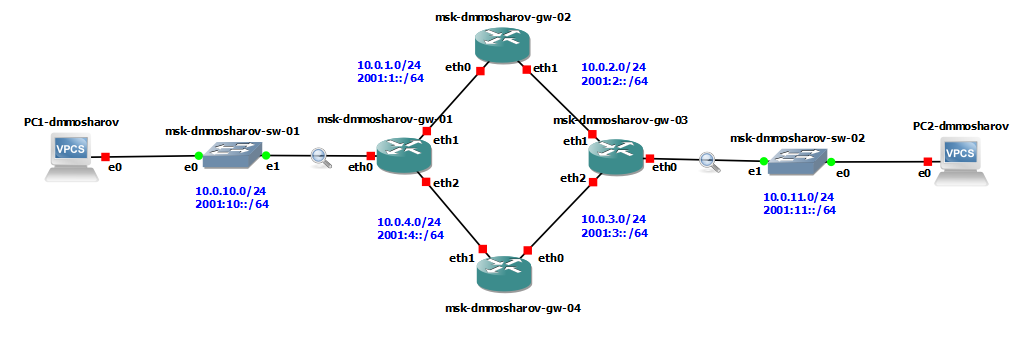 msk-dmmosharov-gw-02
eth0
eth1
10.0.1.0/24
2001:1::/64
10.0.2.0/24
2001:2::/64
PC1-dmmosharov
VPCS
e0
msk-dmmosharov-sw-01
e0
e1
10.0.10.0/24
2001:10::/64
msk-dmmosharov-gw-01
eth1
eth0
eth2
msk-dmmosharov-gw-03
eth1
eth0
eth2
msk-dmmosharov-sw-02
e1
e0
10.0.11.0/24
2001:11::/64
PC2-dmmosharov
VPCS
e0
10.0.4.0/24
2001:4::/64
10.0.3.0/24
2001:3::/64
eth1
eth0
msk-dmmosharov-gw-04